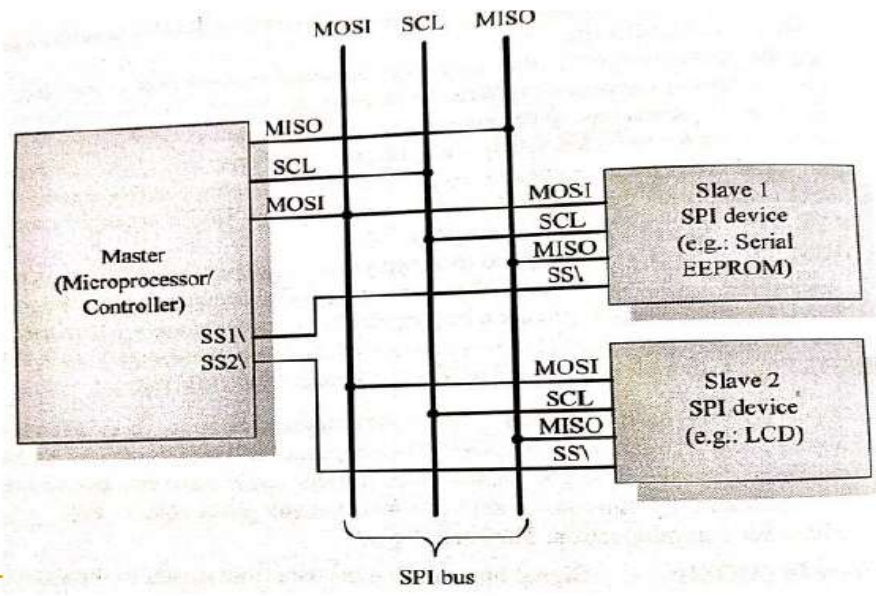 MOSI SCL MISO
MISO
SCL
MOSI
Master
(Microprocessor/
Controller)
SS1\
SS2\
MOSI
SCL
MISO
SS\
Slave 1
SPI device
(e.g.: Serial
EEPROM)
MOSI
SCL
MISO
SS\
Slave 2
SPI device
(e.g.: LCD)
SPI bus